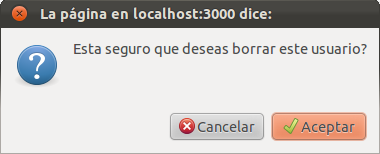 La página en localhost:3000 dice:
Esta seguro que deseas borrar este usuario?
Cancelar
Aceptar